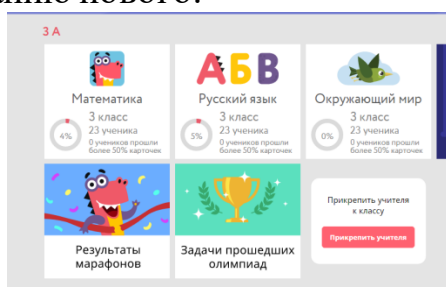 3 А
АБВ
Математика
3 класс
23 ученика
4%
0 учеников прошли
более 50% карточек
Русский язык
3 класс
23 ученика
5%
0 учеников прошли
более 50% карточек
Окружающий мир
3 класс
23 ученика
0%
0 учеников прошли
более 50% карточек
Результаты
марафонов
Задачи прошедших
олимпиад
Прикрепить учителя
к классу
Прикрепить учителя